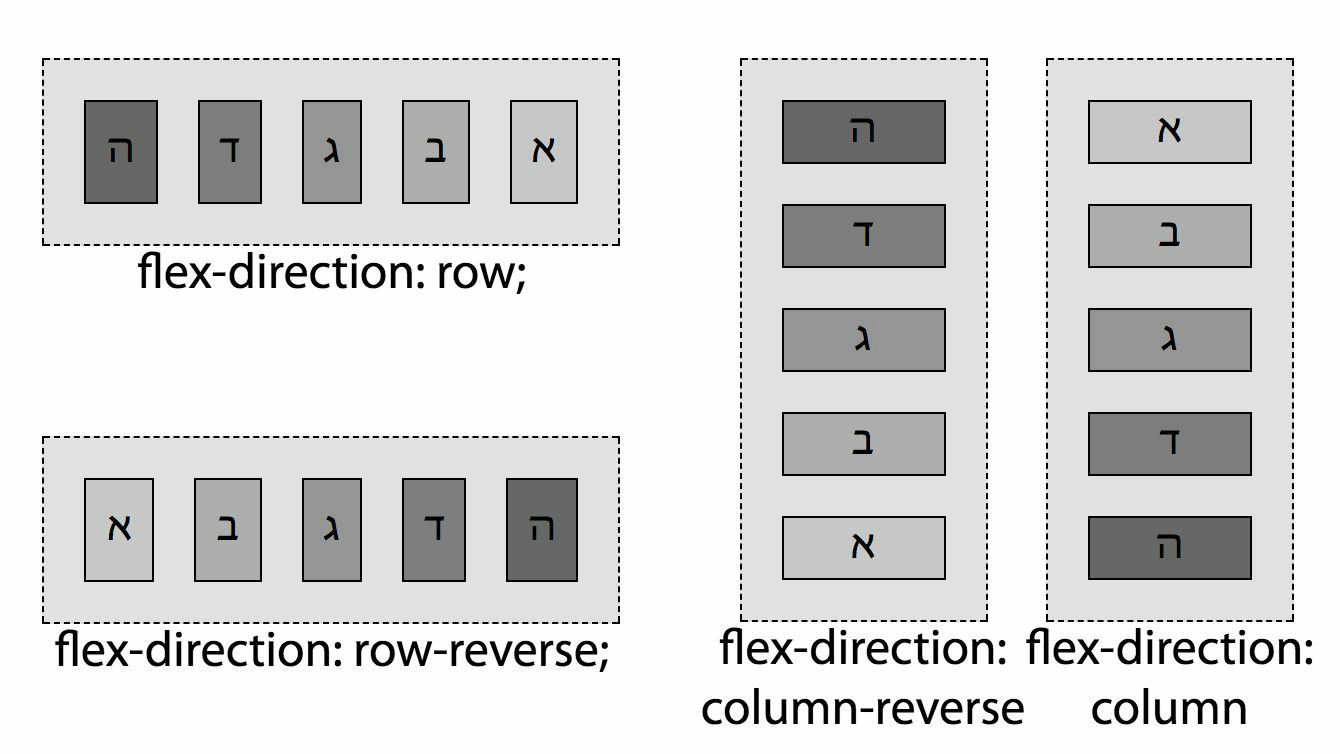 א ב ג ד ה
flex-direction: row;
א ב ג ד ה
flex-direction: row-reverse;
ה
ד
ג
ב
א
flex-direction:
column-reverse
א
ב
ג
ד
ה
flex-direction:
column